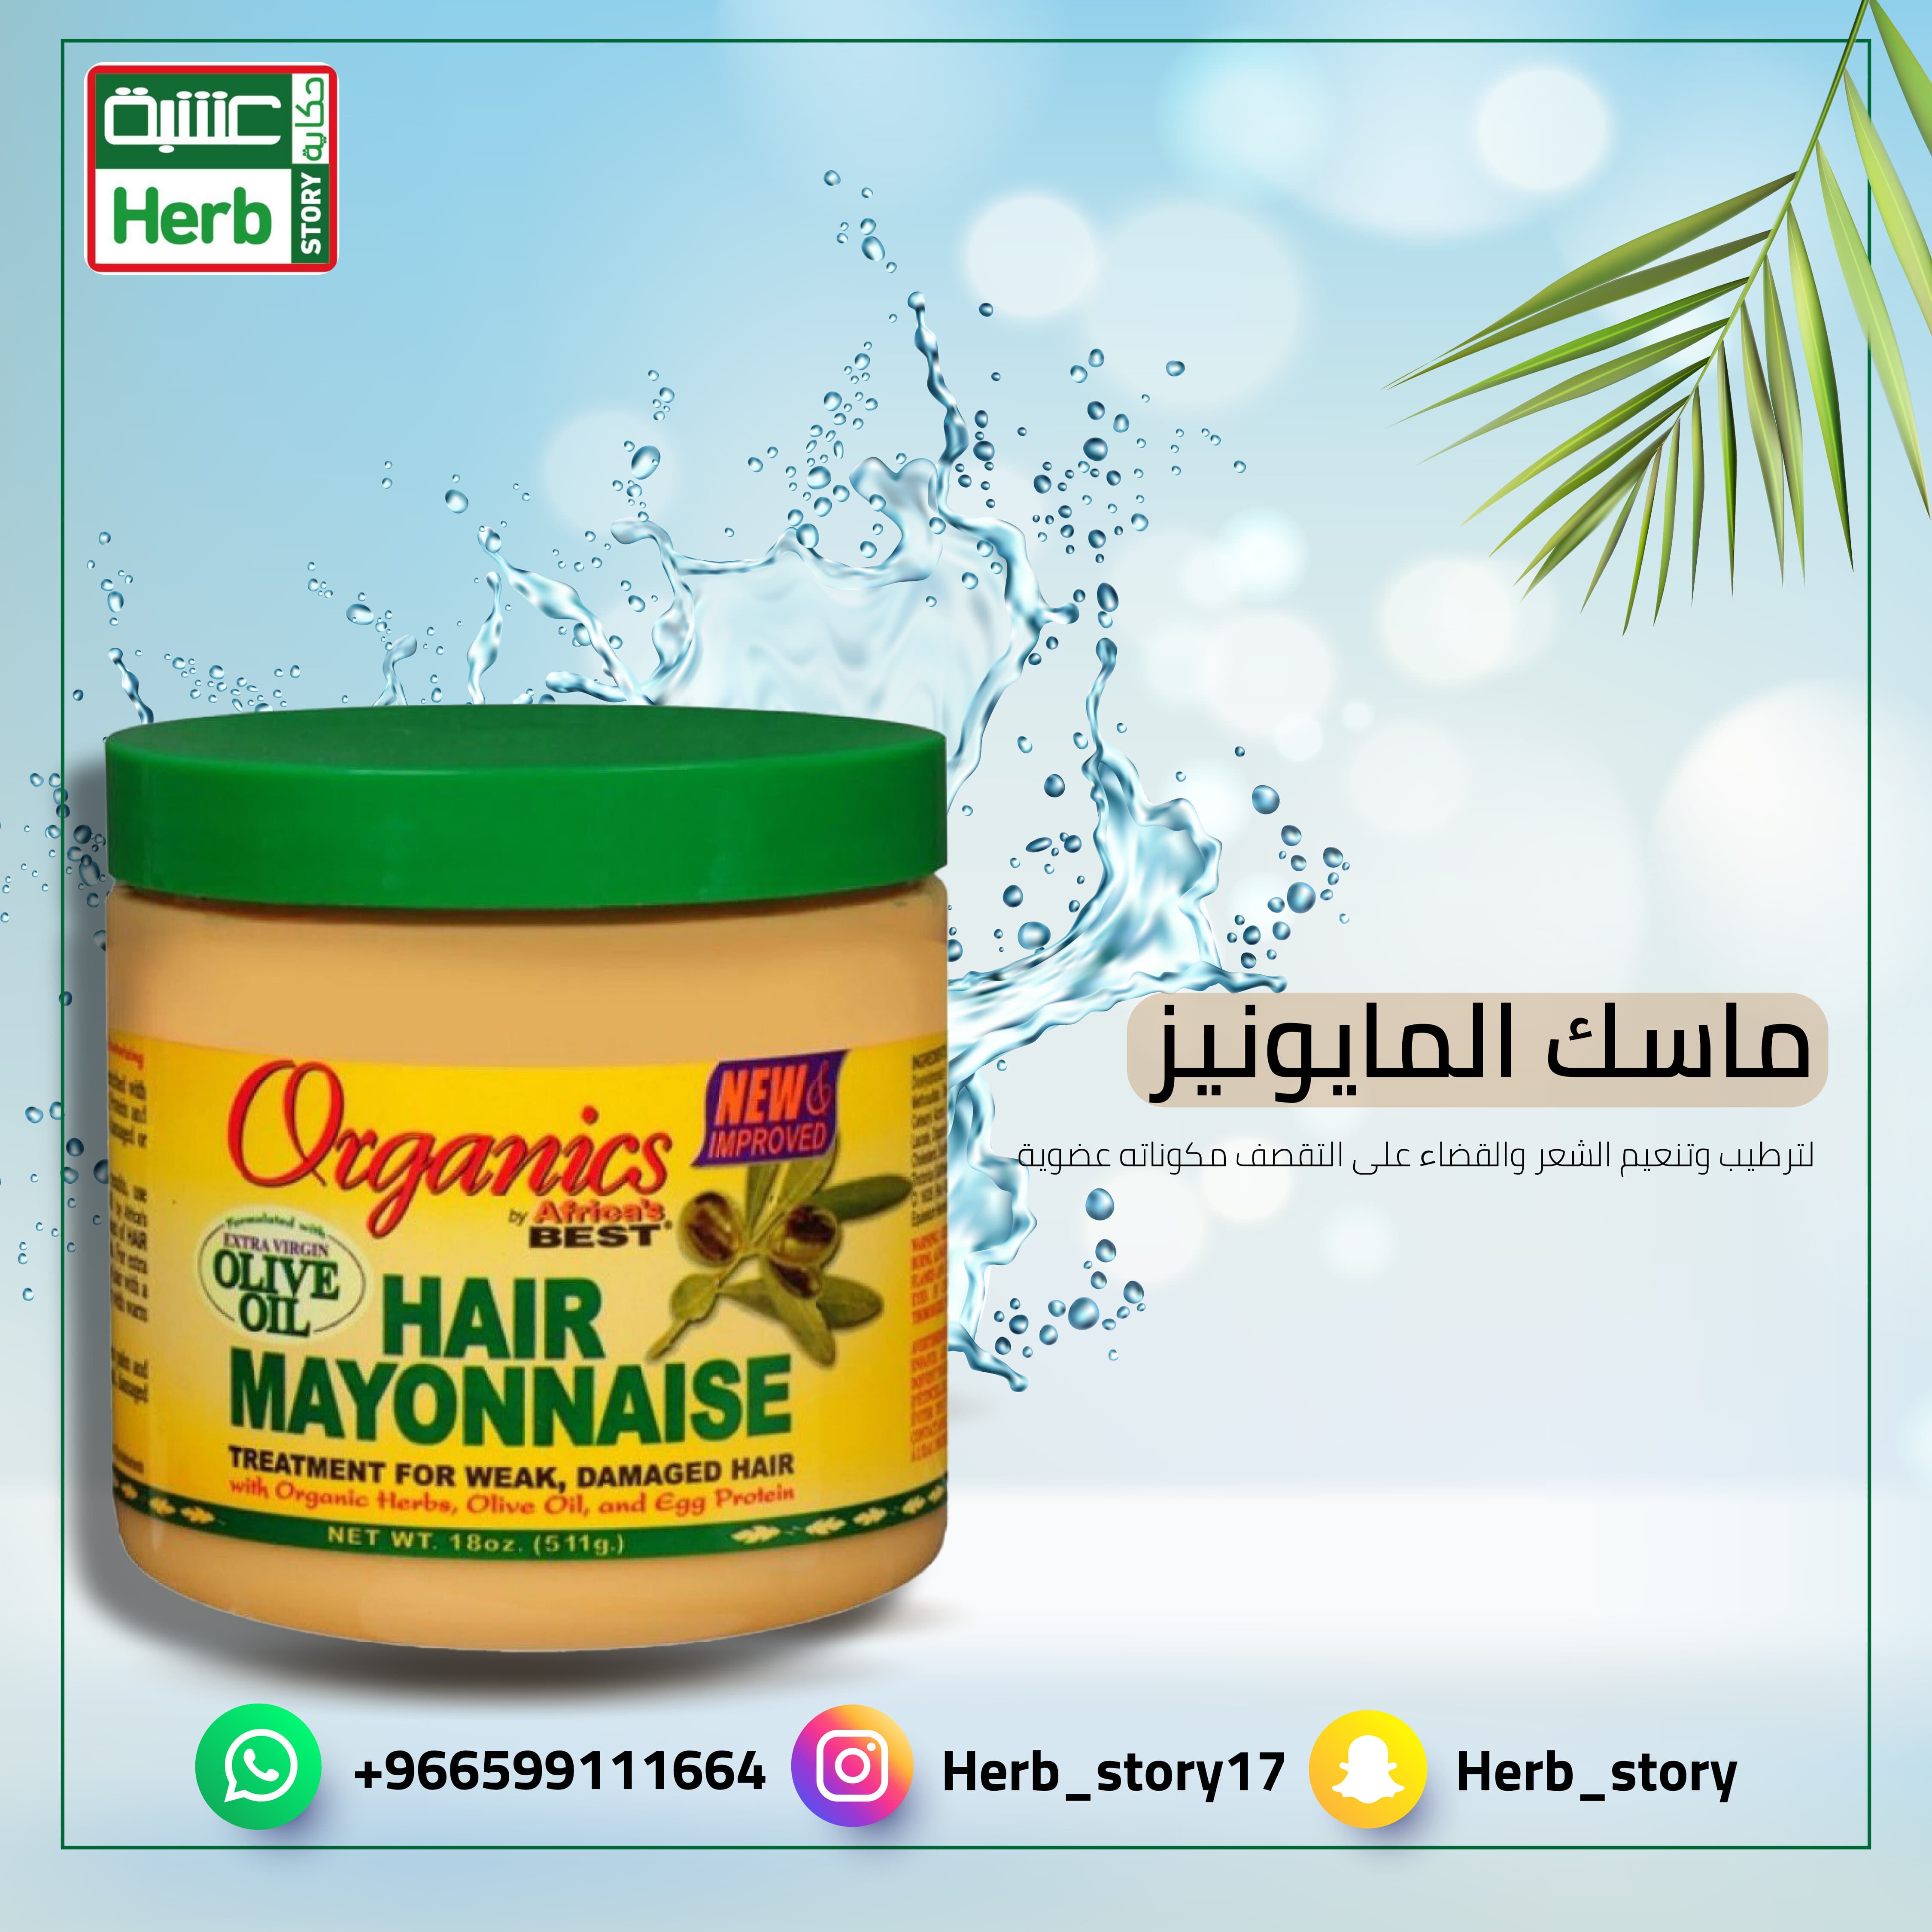 عشبة
حكاية
Herb
STORY
Organics
NEW &
IMPROVED
by Africa's
BEST
Formulated with
EXTRA VIRGIN
OLIVE
OIL
HAIR
MAYONNAISE
TREATMENT FOR WEAK, DAMAGED HAIR
with Organic Herbs, Olive Oil, and Egg Protein
NET WT. 18oz. (511g.)
ماسك المايونيز
لترطيب وتنعيم الشعر والقضاء على التقصف مكوناته عضوية
+966599111664
Herb_story17
Herb_story